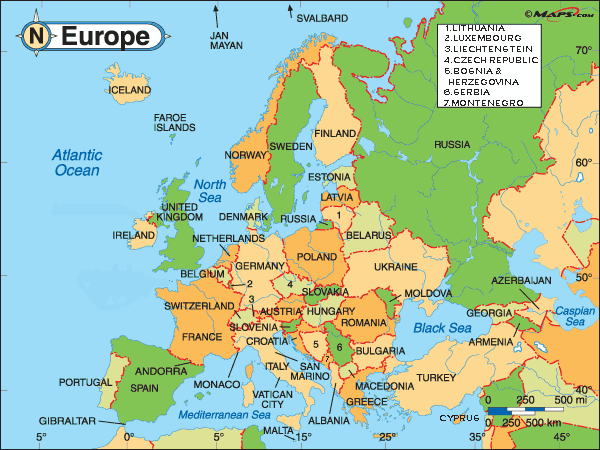 N Europe
SVALBARD
JAN
MAYAN
©Maps.com
1.LITHUANIA
2.LUXEMBOURG
3.LIECHTENSTEIN
4.CZECH REPUBLIC
5.BOSNIA &
HERZEGOVINA
6.SERBIA
7.MONTENEGRO
70°
ICELAND
FAROE
ISLANDS
FINLAND
SWEDEN
NORWAY
RUSSIA
Atlantic
Ocean
60°
ESTONIA
North
Sea
LATVIA
UNITED
KINGDOM
DENMARK
RUSSIA
1
IRELAND
BELARUS
NETHERLANDS
POLAND
GERMANY
UKRAINE
BELGIUM
50°
2
4
AZERBAIJAN
SWITZERLAND
3
SLOVAKIA
MOLDOVA
Caspian
Sea
AUSTRIA
HUNGARY
GEORGIA
SLOVENIA
ROMANIA
Black Sea
FRANCE
CROATIA
5
6
ARMENIA
BULGARIA
ANDORRA
SAN
MARINO
7
ITALY
PORTUGAL
SPAIN
MONACO
TURKEY
MACEDONIA
VATICAN
CITY
40°
GREECE
Mediterranean Sea
ALBANIA
GIBRALTAR
CYPRUS
0 250 500 mi
0 250 500 km
MALTA
5° 0° 5° 15° 25° 35° 45°